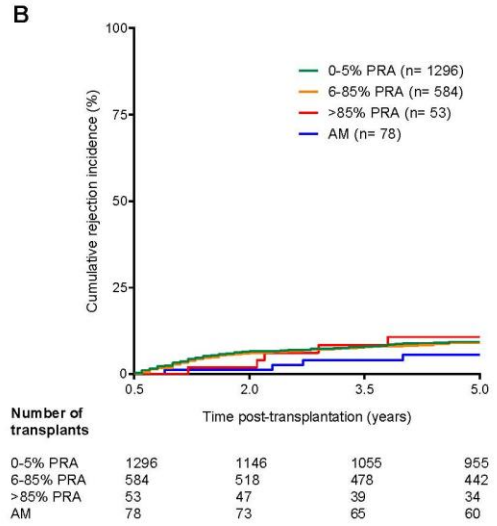 B
100
75
50
25
0
Cumulative rejection incidence (%)
0-5% PRA (n= 1296)
6-85% PRA (n= 584)
>85% PRA (n= 53)
AM (n= 78)
0.5 2.0 3.5 5.0
Time post-transplantation (years)
Number of
transplants
0-5% PRA 1296 1146 1055 955
6-85% PRA 584 518 478 442
>85% PRA 53 47 39 34
AM 78 73 65 60